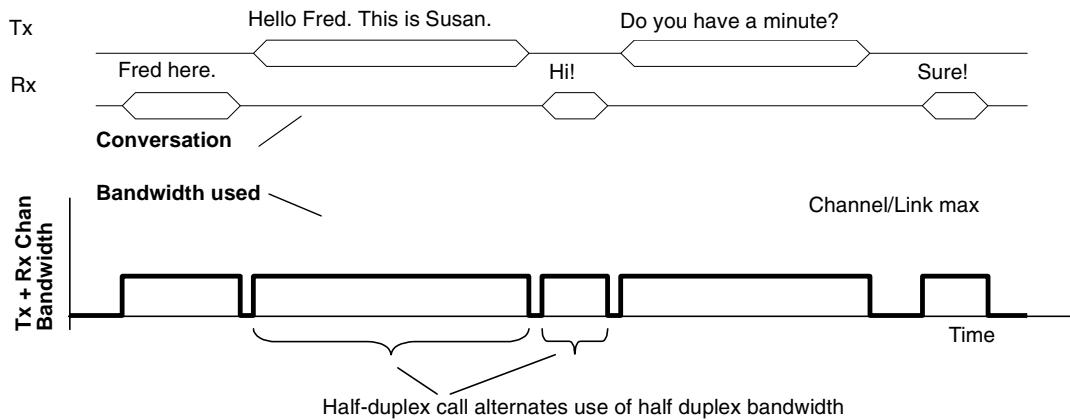 Tx
Hello Fred. This is Susan.
Do you have a minute?
Rx
Fred here.
Hi!
Sure!
Conversation
Bandwidth used
Channel/Link max
Tx + Rx Chan
Bandwidth
Time
Half-duplex call alternates use of half duplex bandwidth